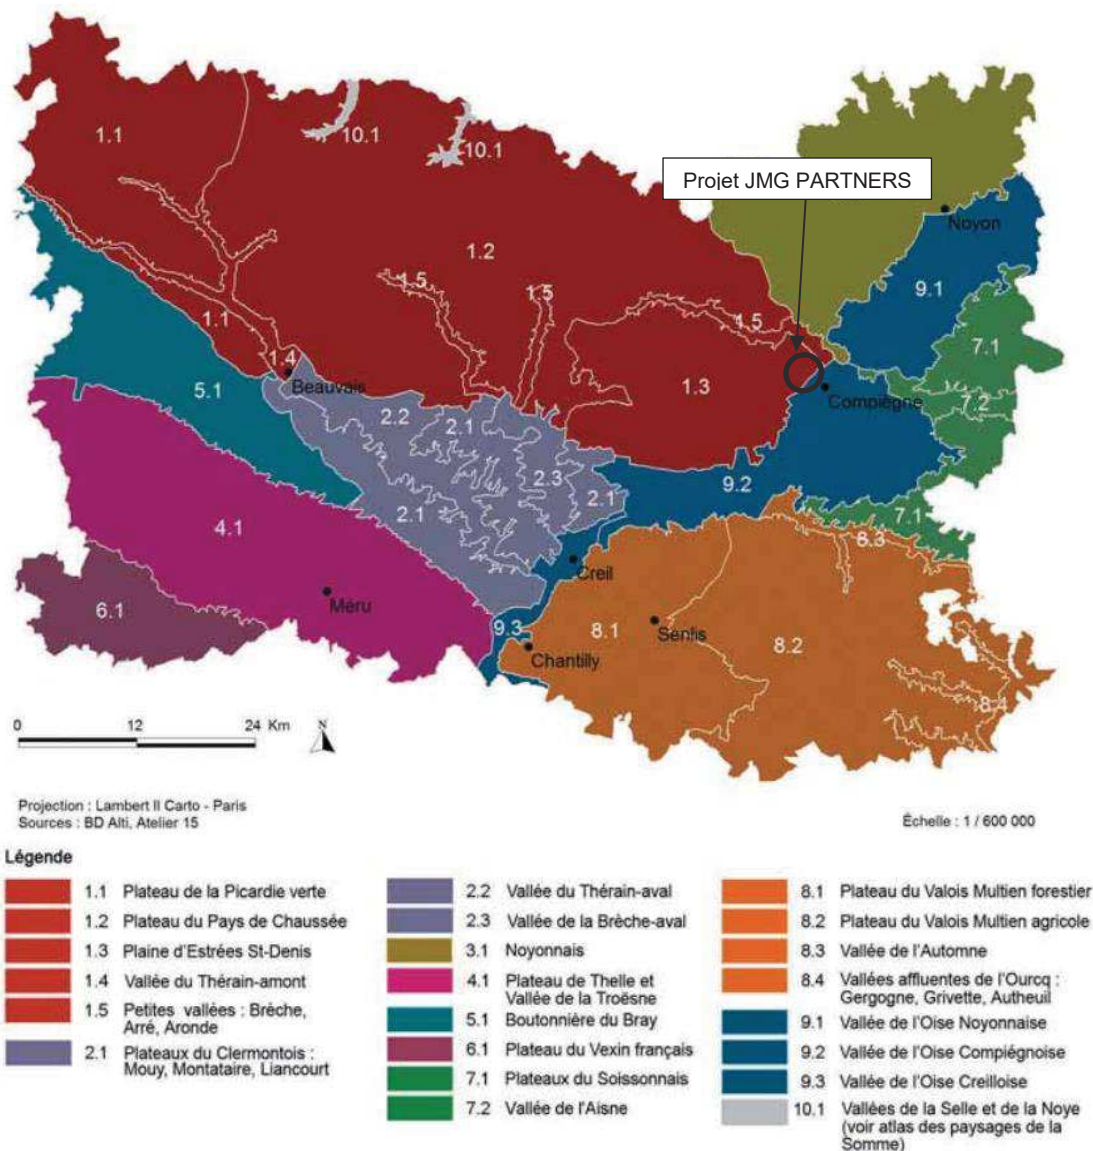 1.1
10.1
10.1
Projet JMG PARTNERS
Noyon
1.2
9.1
1.5
1.5
1.5
1.1
7.1
1.4
Beauvais
1.3
Compiègne
5.1
7.2
2.2
2.1
2.3
9.2
2.1
2.1
7.1
4.1
8.3
Creil
Méru
6.1
9.3
8.1
Senlis
8.2
Chantilly
8.4
0 12 24 Km
N
Projection : Lambert II Carto - Paris
Sources : BD Alti, Atelier 15
Échelle : 1 / 600 000
Légende
1.1 Plateau de la Picardie verte
1.2 Plateau du Pays de Chaussée
1.3 Plaine d'Estrées St-Denis
1.4 Vallée du Thérain-amont
1.5 Petites vallées : Brèche,
Arré, Aronde
2.1 Plateaux du Clermontois :
Mouy, Montataire, Liancourt
2.2 Vallée du Thérain-aval
2.3 Vallée de la Brèche-aval
3.1 Noyonnais
4.1 Plateau de Thelle et
Vallée de la Troësne
5.1 Boutonnière du Bray
6.1 Plateau du Vexin français
7.1 Plateaux du Soissonnais
7.2 Vallée de l'Aisne
8.1 Plateau du Valois Multien forestier
8.2 Plateau du Valois Multien agricole
8.3 Vallée de l'Automne
8.4 Vallées affluentes de l'Ourcq :
Gergogne, Grivette, Autheuil
9.1 Vallée de l'Oise Noyonnaise
9.2 Vallée de l'Oise Compiégnoise
9.3 Vallée de l'Oise Creilloise
10.1 Vallées de la Selle et de la Noye
(voir atlas des paysages de la
Somme)